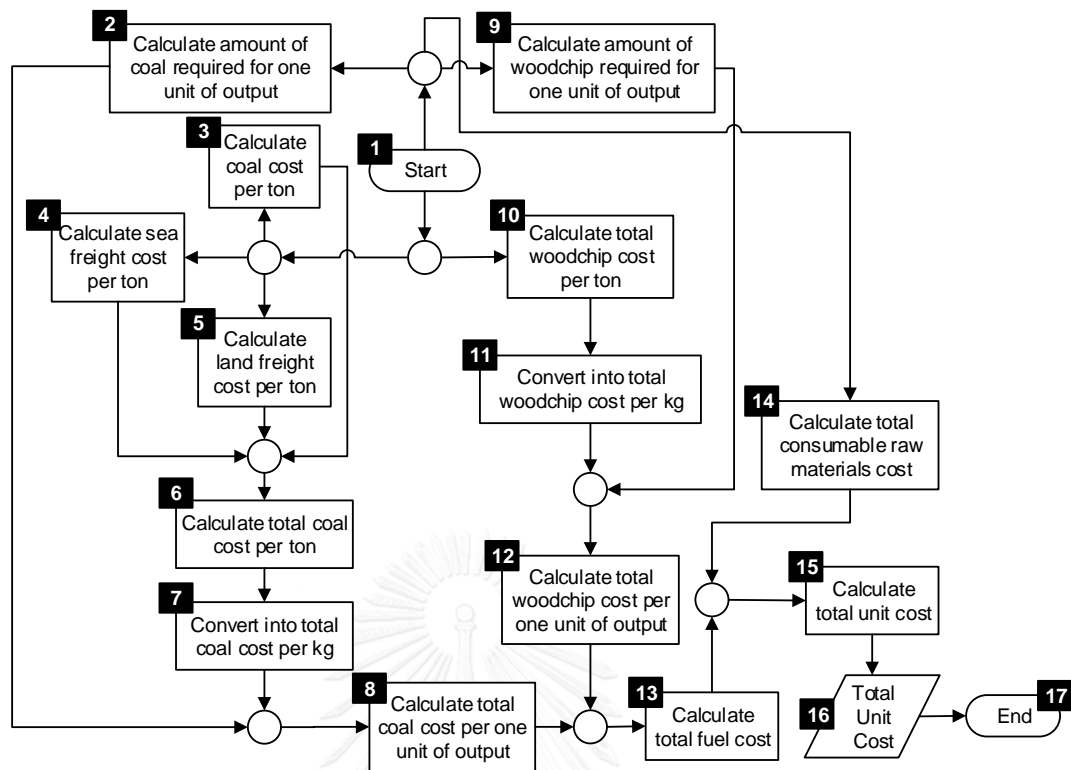 1
Start
2
Calculate amount of
coal required for one
unit of output
3
Calculate
coal cost
per ton
4
Calculate sea
freight cost
per ton
5
Calculate
land freight
cost per ton
6
Calculate total coal
cost per ton
7
Convert into total
coal cost per kg
8
Calculate total
coal cost per one
unit of output
9
Calculate amount of
woodchip required for
one unit of output
10
Calculate total
woodchip cost
per ton
11
Convert into total
woodchip cost per kg
12
Calculate total
woodchip cost per
one unit of output
13
Calculate
total fuel cost
14
Calculate total
consumable raw
materials cost
15
Calculate
total unit cost
16
Total
Unit
Cost
17
End